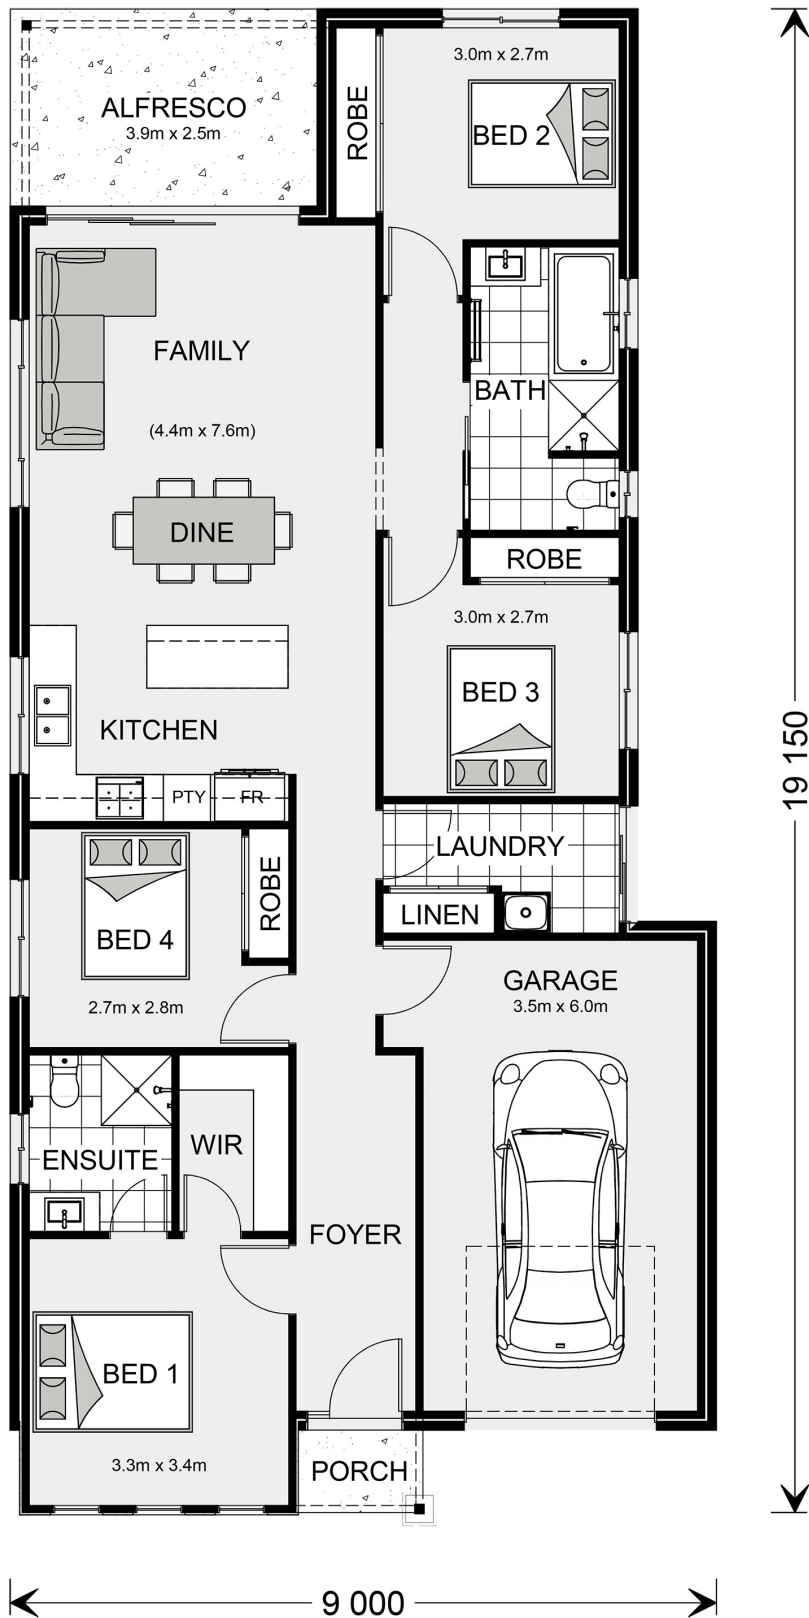 3.0m x 2.7m
ALFRESCO
3.9m x 2.5m
ROBE
BED 2
FAMILY
(4.4m x 7.6m)
BATH
DINE
ROBE
3.0m x 2.7m
BED 3
KITCHEN
PTY
FR
19 150
LAUNDRY
LINEN
ROBE
BED 4
2.7m x 2.8m
GARAGE
3.5m x 6.0m
ENSUITE
WIR
FOYER
BED 1
3.3m x 3.4m
PORCH
9 000